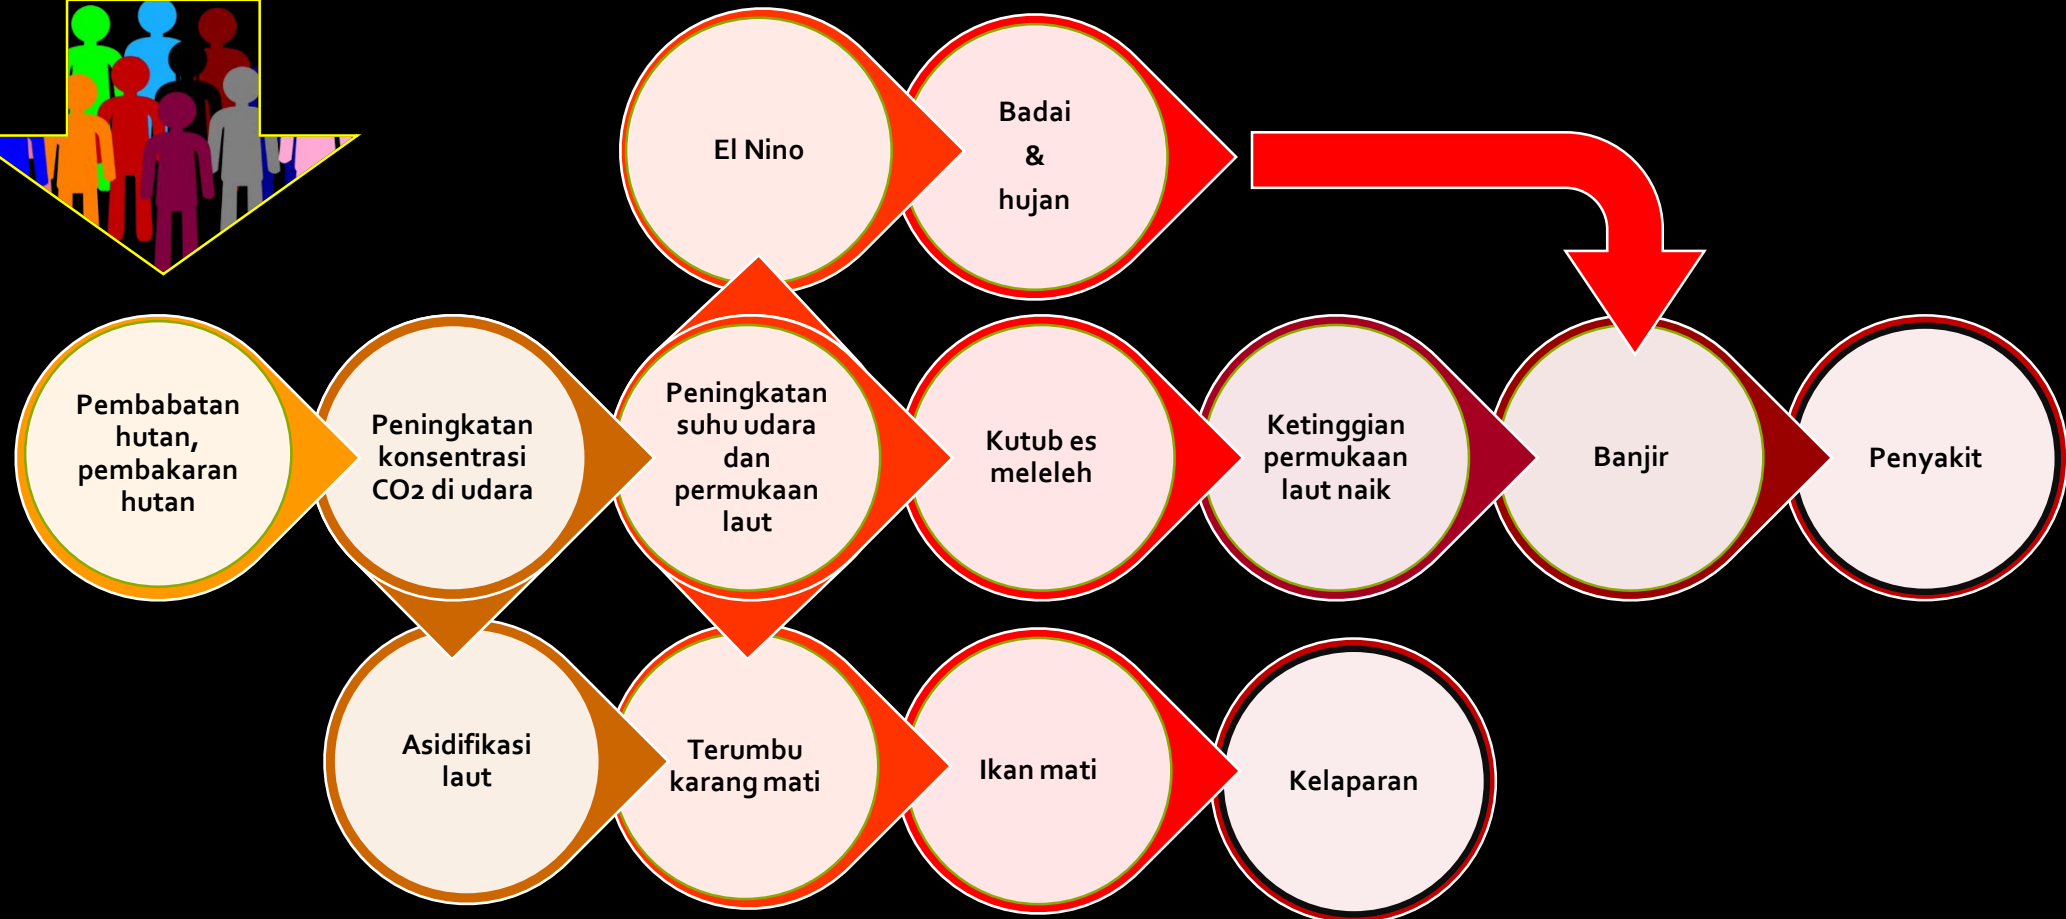 El Nino
Badai
&
hujan
Pembabatan
hutan,
pembakaran
hutan
Peningkatan
konsentrasi
CO2 di udara
Peningkatan
suhu udara
dan
permukaan
laut
Kutub es
meleleh
Ketinggian
permukaan
laut naik
Banjir
Penyakit
Asidifikasi
laut
Terumbu
karang mati
Ikan mati
Kelaparan